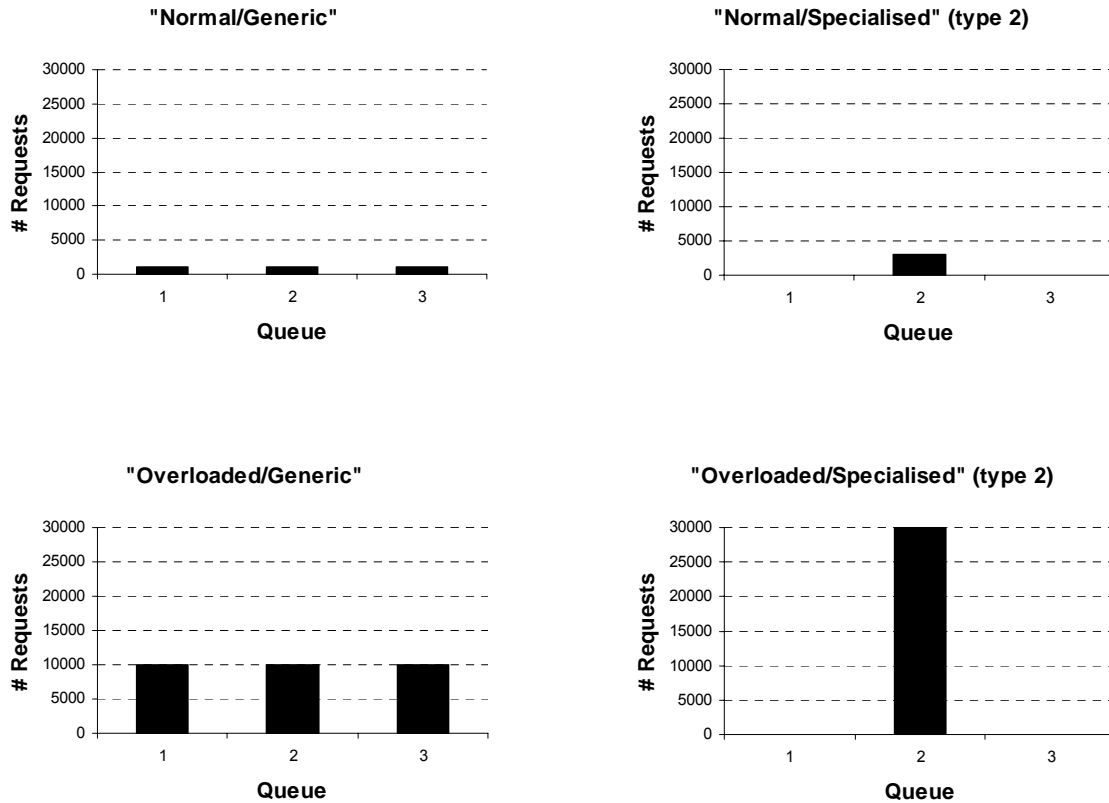 "Normal/Generic"
30000
25000
20000
15000
10000
5000
0
# Requests
1 2 3
Queue
"Normal/Specialised" (type 2)
30000
25000
20000
15000
10000
5000
0
# Requests
1 2 3
Queue
"Overloaded/Generic"
30000
25000
20000
15000
10000
5000
0
# Requests
1 2 3
Queue
"Overloaded/Specialised" (type 2)
30000
25000
20000
15000
10000
5000
0
# Requests
1 2 3
Queue